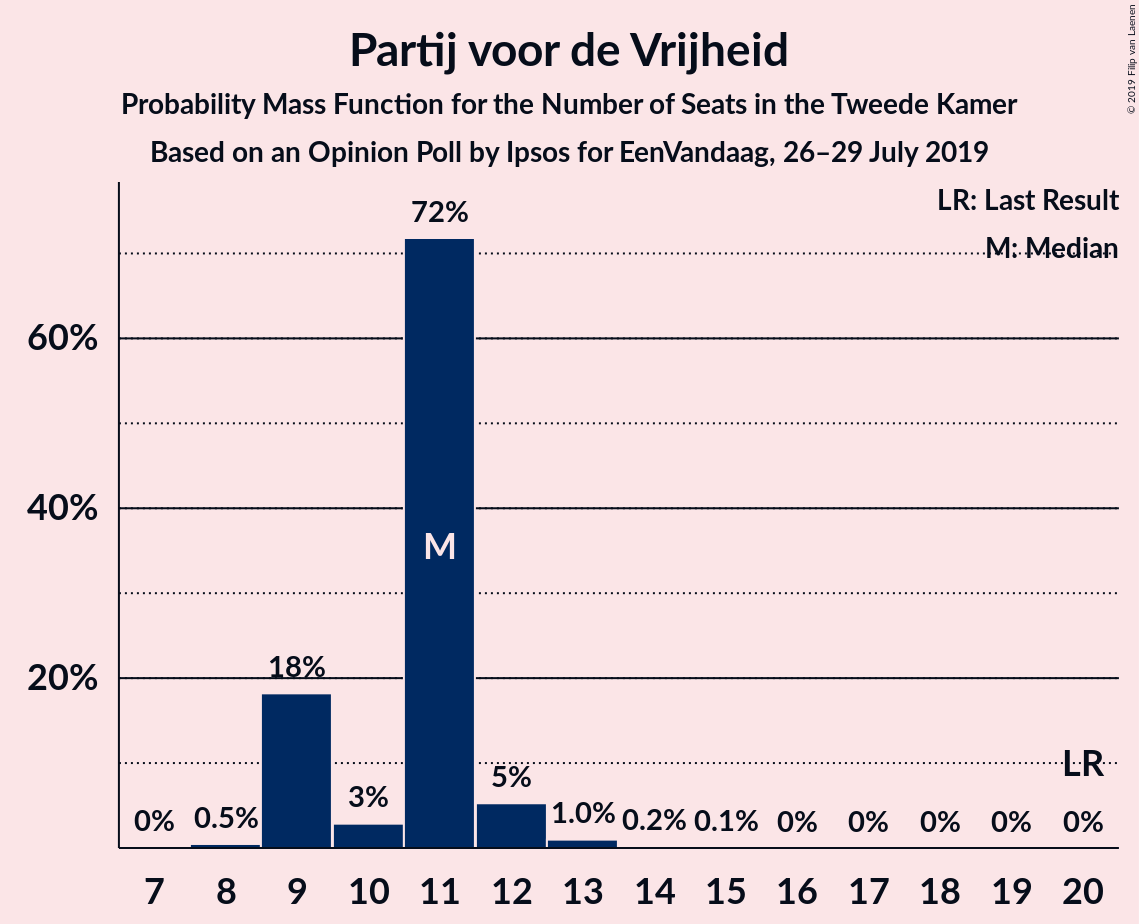 Partij voor de Vrijheid
Probability Mass Function for the Number of Seats in the Tweede Kamer
Based on an Opinion Poll by Ipsos for EenVandaag, 26–29 July 2019
© 2019 Filip van Laenen
LR: Last Result
M: Median
72%
60%
40%
M
20%
18%
LR
0%
0.5%
3%
5%
1.0%
0.2%
0.1%
0%
0%
0%
0%
0%
7 8 9 10 11 12 13 14 15 16 17 18 19 20